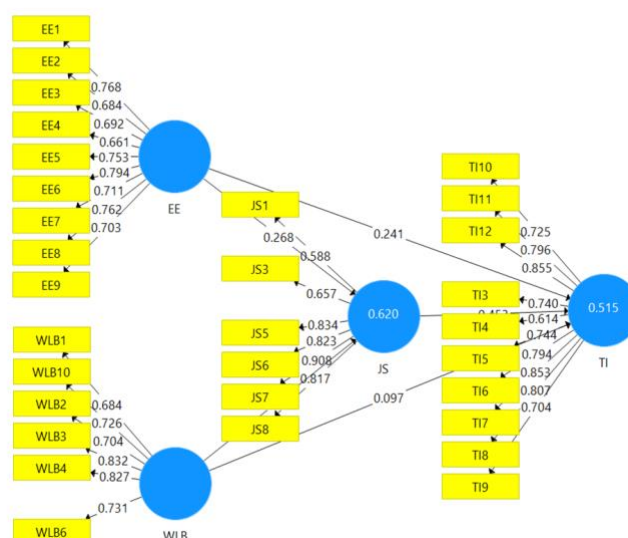 EE1
EE2
EE3
EE4
EE5
EE6
EE7
EE8
EE9
0.768
0.684
0.692
0.661
0.753
0.794
0.711
0.762
0.703
EE
JS1
JS3
JS5
JS6
JS7
JS8
0.268
0.588
0.657
0.834
0.823
0.908
0.817
0.620
JS
0.241
0.097
TI10
TI11
TI12
TI3
TI4
TI5
TI6
TI7
TI8
TI9
0.725
0.796
0.855
0.740
0.614
0.744
0.794
0.853
0.807
0.704
0.515
TI
WLB1
WLB10
WLB2
WLB3
WLB4
WLB6
0.684
0.726
0.704
0.832
0.827
0.731
WLB